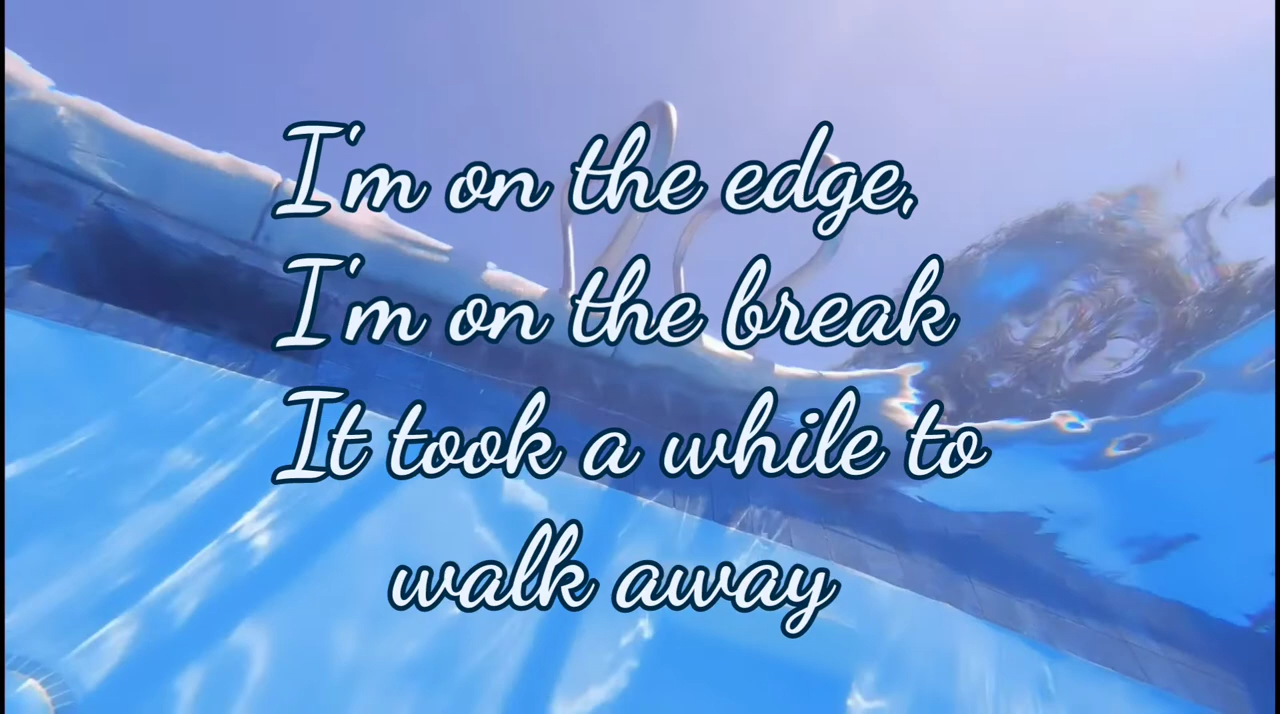 I'm on the edge,
I'm on the break
It took a while to
walk away